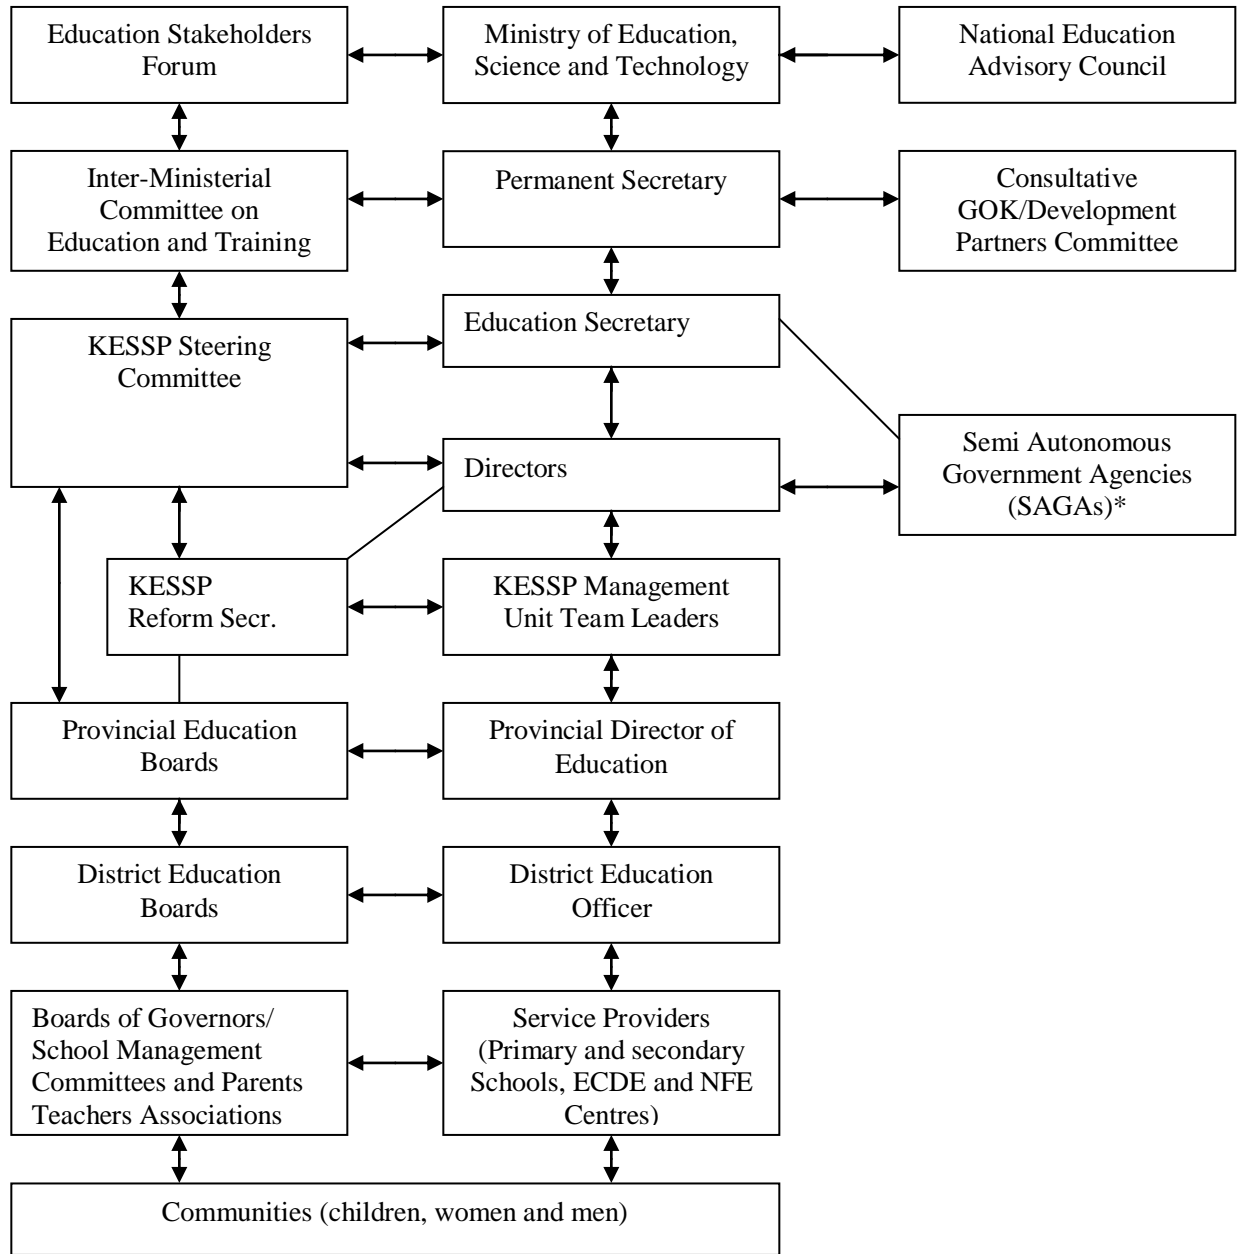 Education Stakeholders
Forum
Ministry of Education,
Science and Technology
National Education
Advisory Council
Inter-Ministerial
Committee on
Education and Training
Permanent Secretary
Consultative
GOK/Development
Partners Committee
KESSP Steering
Committee
Education Secretary
Directors
Semi Autonomous
Government Agencies
(SAGAs)*
KESSP
Reform Secr.
KESSP Management
Unit Team Leaders
Provincial Education
Boards
Provincial Director of
Education
District Education
Boards
District Education
Officer
Boards of Governors/
School Management
Committees and Parents
Teachers Associations
Service Providers
(Primary and secondary
Schools, ECDE and NFE
Centres)
Communities (children, women and men)